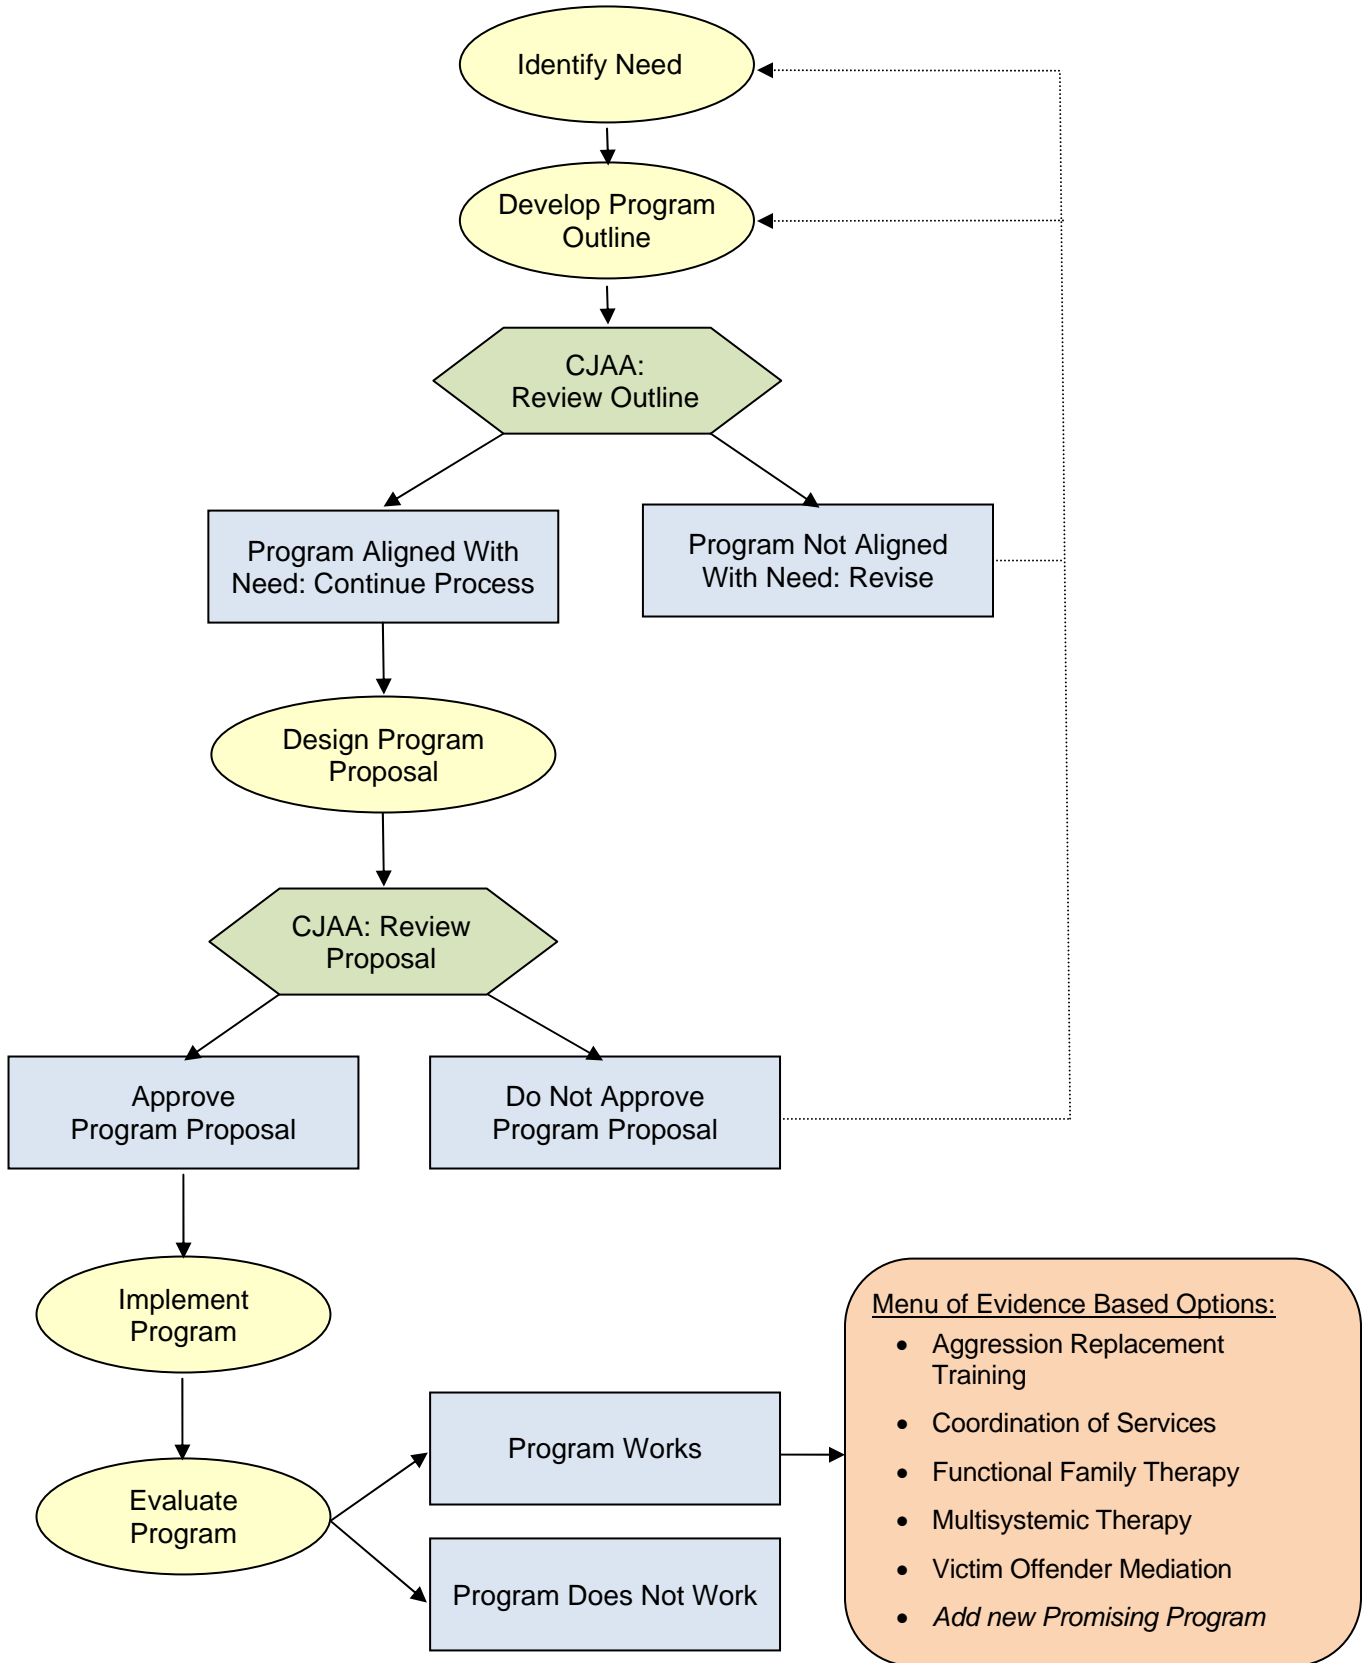 Identify Need
Develop Program
Outline
CJAA:
Review Outline
Program Aligned With
Need: Continue Process
Program Not Aligned
With Need: Revise
Design Program
Proposal
CJAA: Review
Proposal
Approve
Program Proposal
Do Not Approve
Program Proposal
Implement
Program
Evaluate
Program
Program Works
Program Does Not Work
Menu of Evidence Based Options:
• Aggression Replacement
Training
• Coordination of Services
• Functional Family Therapy
• Multisystemic Therapy
• Victim Offender Mediation
• Add new Promising Program